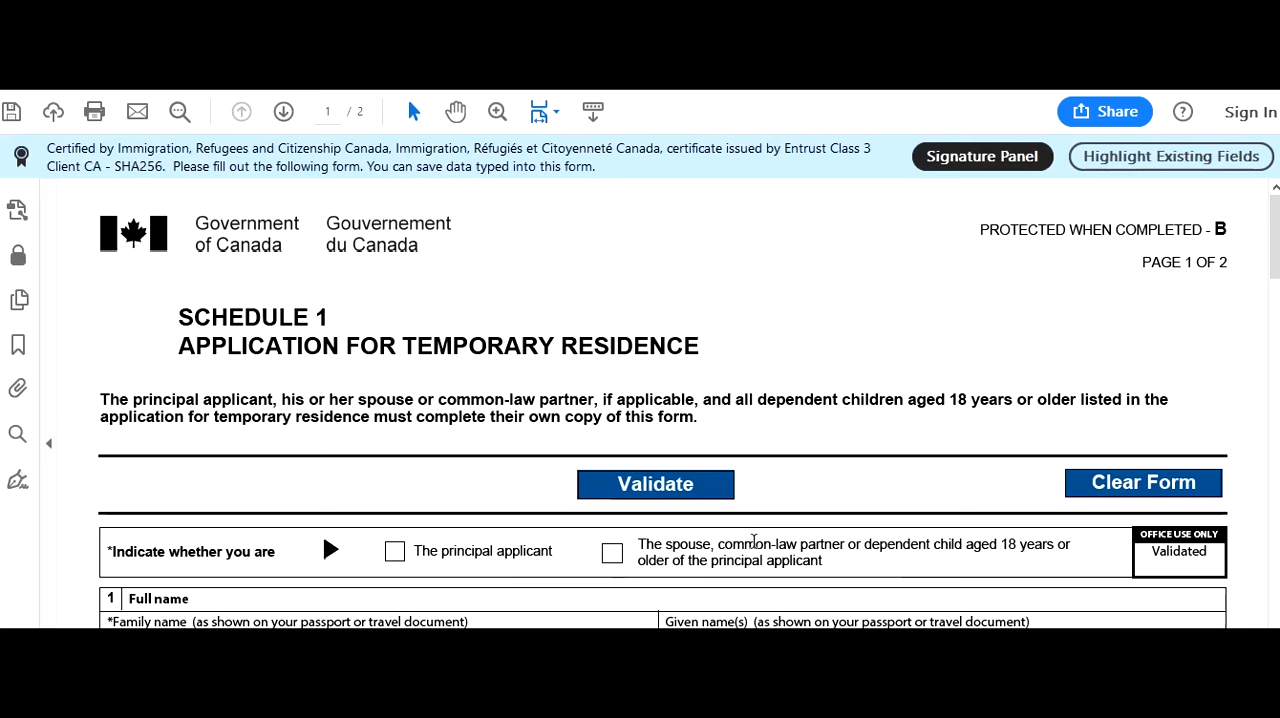 1 / 2
Share
Sign In
Certified by Immigration, Refugees and Citizenship Canada, Immigration, Réfugiés et Citoyenneté Canada, certificate issued by Entrust Class 3
Client CA - SHA256.  Please fill out the following form. You can save data typed into this form.
Signature Panel
Highlight Existing Fields
Government
of Canada
Gouvernement
du Canada
PROTECTED WHEN COMPLETED - B
PAGE 1 OF 2
SCHEDULE 1
APPLICATION FOR TEMPORARY RESIDENCE
The principal applicant, his or her spouse or common-law partner, if applicable, and all dependent children aged 18 years or older listed in the
application for temporary residence must complete their own copy of this form.
Validate
Clear Form
*Indicate whether you are
The principal applicant
The spouse, common-law partner or dependent child aged 18 years or
older of the principal applicant
OFFICE USE ONLY
Validated
1 Full name
*Family name (as shown on your passport or travel document)
Given name(s) (as shown on your passport or travel document)